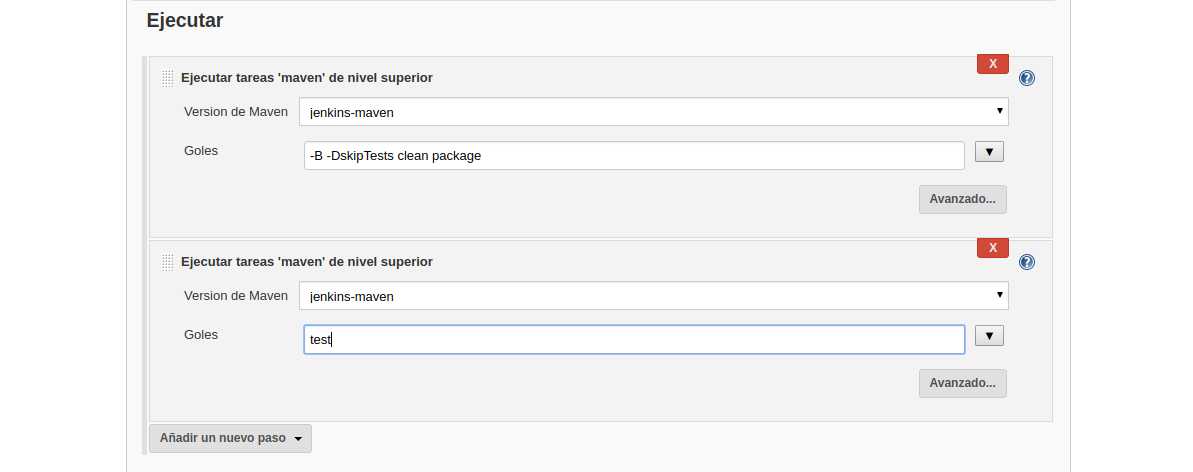 Ejecutar
X
Ejecutar tareas 'maven' de nivel superior
?
Version de Maven
jenkins-maven
Goles
-B -DskipTests clean package
Avanzado...
X
Ejecutar tareas 'maven' de nivel superior
?
Version de Maven
jenkins-maven
Goles
test
Avanzado...
Añadir un nuevo paso